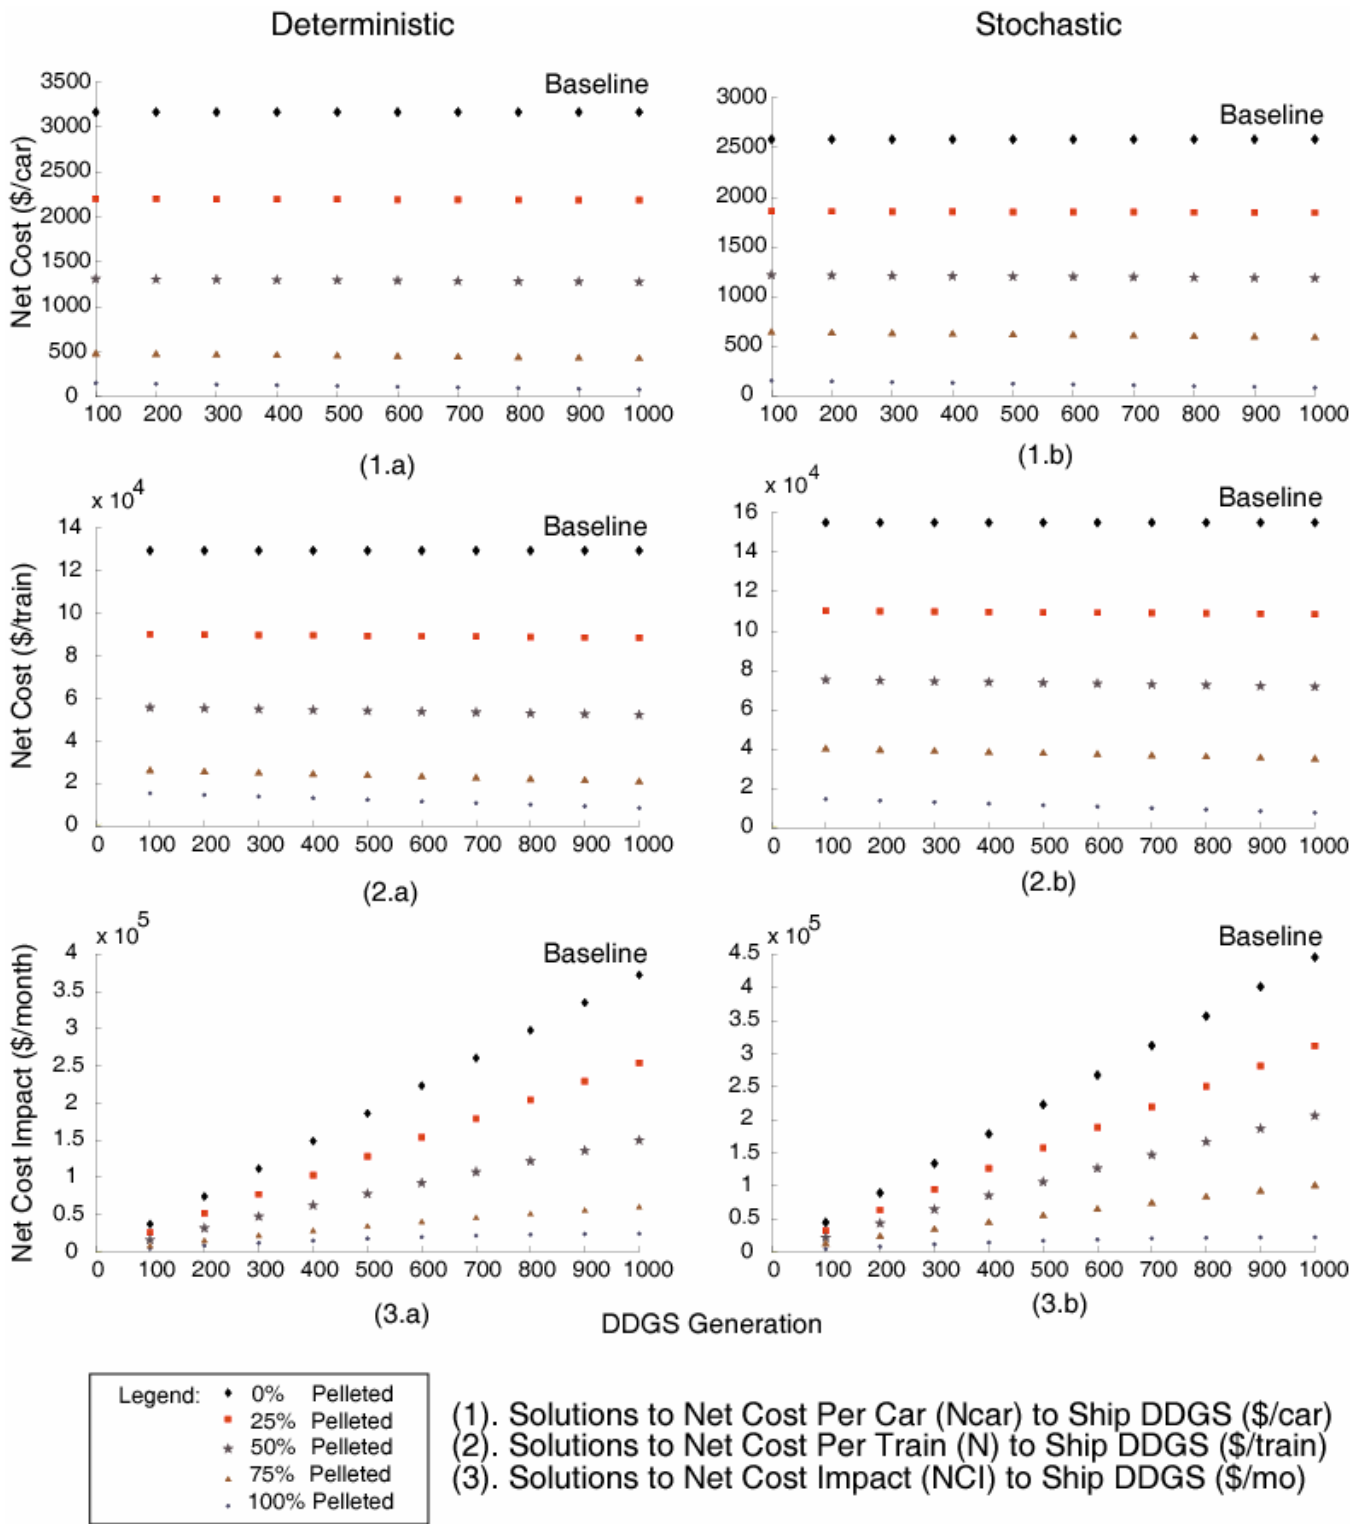 Deterministic
Stochastic
Net Cost ($/car)
3500
3000
2500
2000
1500
1000
500
0
Baseline
100 200 300 400 500 600 700 800 900 1000
(1.a)
3000
2500
2000
1500
1000
500
0
Baseline
100 200 300 400 500 600 700 800 900 1000
(1.b)
Net Cost ($/train)
x 10^4
14
12
10
8
6
4
2
0
Baseline
0 100 200 300 400 500 600 700 800 900 1000
(2.a)
x 10^4
16
14
12
10
8
6
4
2
0
Baseline
0 100 200 300 400 500 600 700 800 900 1000
(2.b)
Net Cost Impact ($/month)
x 10^5
4
3.5
3
2.5
2
1.5
1
0.5
0
Baseline
0 100 200 300 400 500 600 700 800 900 1000
(3.a)
x 10^5
4.5
4
3.5
3
2.5
2
1.5
1
0.5
0
Baseline
0 100 200 300 400 500 600 700 800 900 1000
(3.b)
DDGS Generation
Legend: 0% Pelleted
25% Pelleted
50% Pelleted
75% Pelleted
100% Pelleted
(1). Solutions to Net Cost Per Car (Ncar) to Ship DDGS ($/car)
(2). Solutions to Net Cost Per Train (N) to Ship DDGS ($/train)
(3). Solutions to Net Cost Impact (NCI) to Ship DDGS ($/mo)